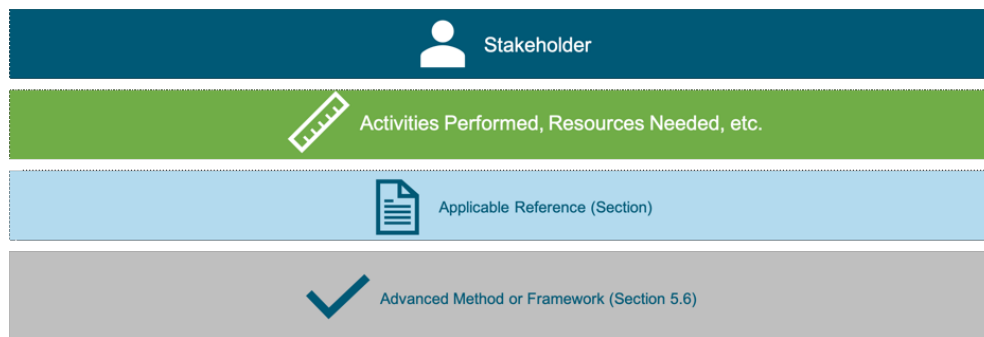 Stakeholder
Activities Performed, Resources Needed, etc.
Applicable Reference (Section)
Advanced Method or Framework (Section 5.6)